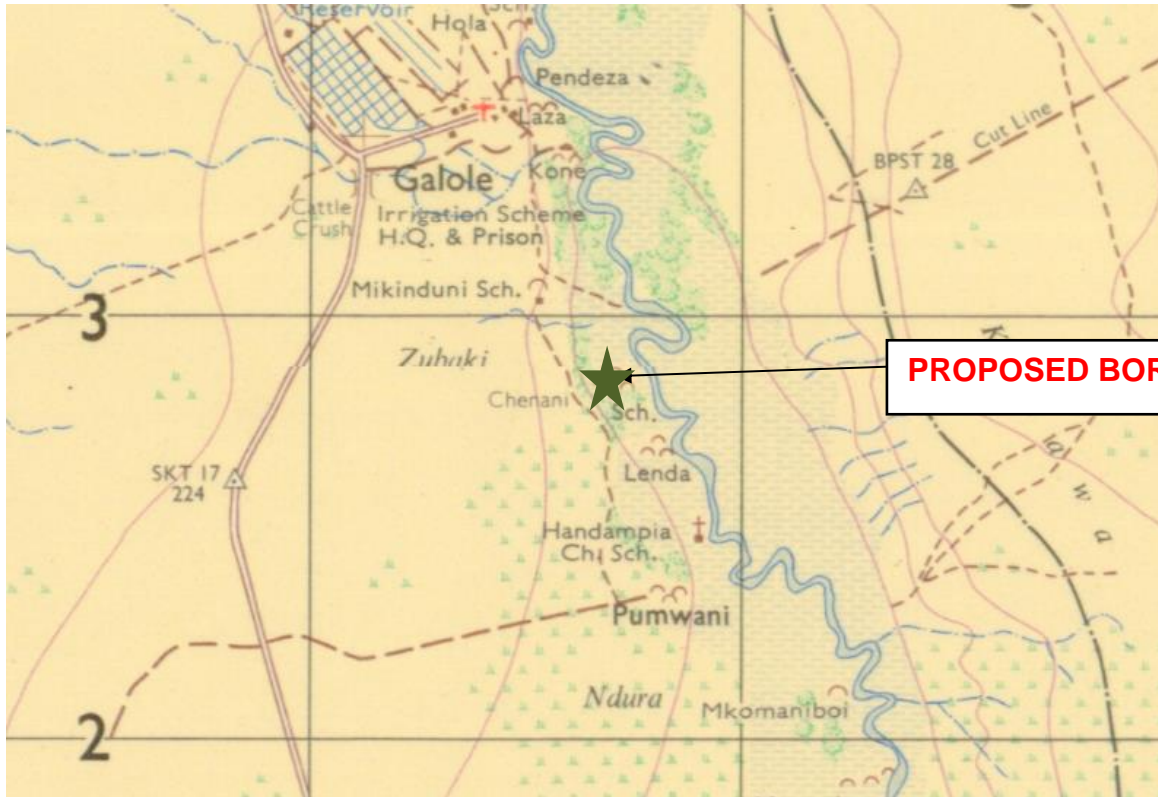 Reservoir
Hola
Sch.
Pendeza
Laza
Cut Line
BPST 28
Kone
Galole
Cattle
Crush
Irrigation Scheme
H.Q. & Prison
Mikinduni Sch.
3
Zubaki
K
PROPOSED BOR
Chenani
Sch.
a
w
a
Lenda
SKT 17
224
Handampia
Ch. Sch.
Pumwani
Ndura
Mkomaniboi
2